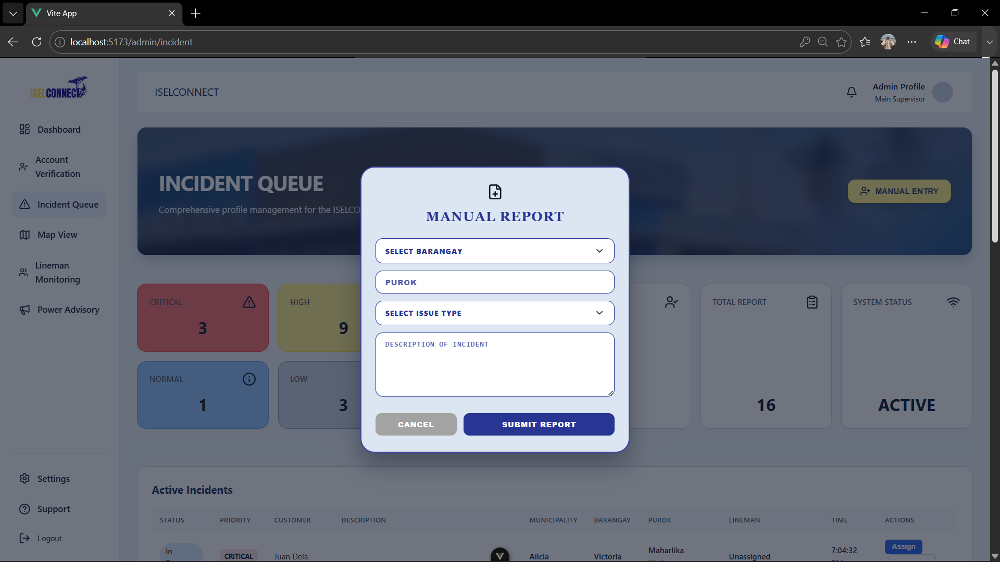 Vite App
localhost:5173/admin/incident
Chat
ISELCONNECT
ISELCONNECT
Admin Profile
Main Supervisor
Dashboard
Account
Verification
Incident Queue
Map View
Lineman
Monitoring
Power Advisory
Settings
Support
Logout
INCIDENT QUEUE
Comprehensive profile management for the ISELCO
MANUAL ENTRY
CRITICAL
3
HIGH
9
NORMAL
1
LOW
3
TOTAL REPORT
16
SYSTEM STATUS
ACTIVE
MANUAL REPORT
SELECT BARANGAY
PUROK
SELECT ISSUE TYPE
DESCRIPTION OF INCIDENT
CANCEL
SUBMIT REPORT
Active Incidents
STATUS PRIORITY CUSTOMER DESCRIPTION MUNICIPALITY BARANGAY PUROK LINEMAN TIME ACTIONS
In
CRITICAL
Juan Dela
Alicia
Victoria
Maharlika
Unassigned
7:04:32
Assign